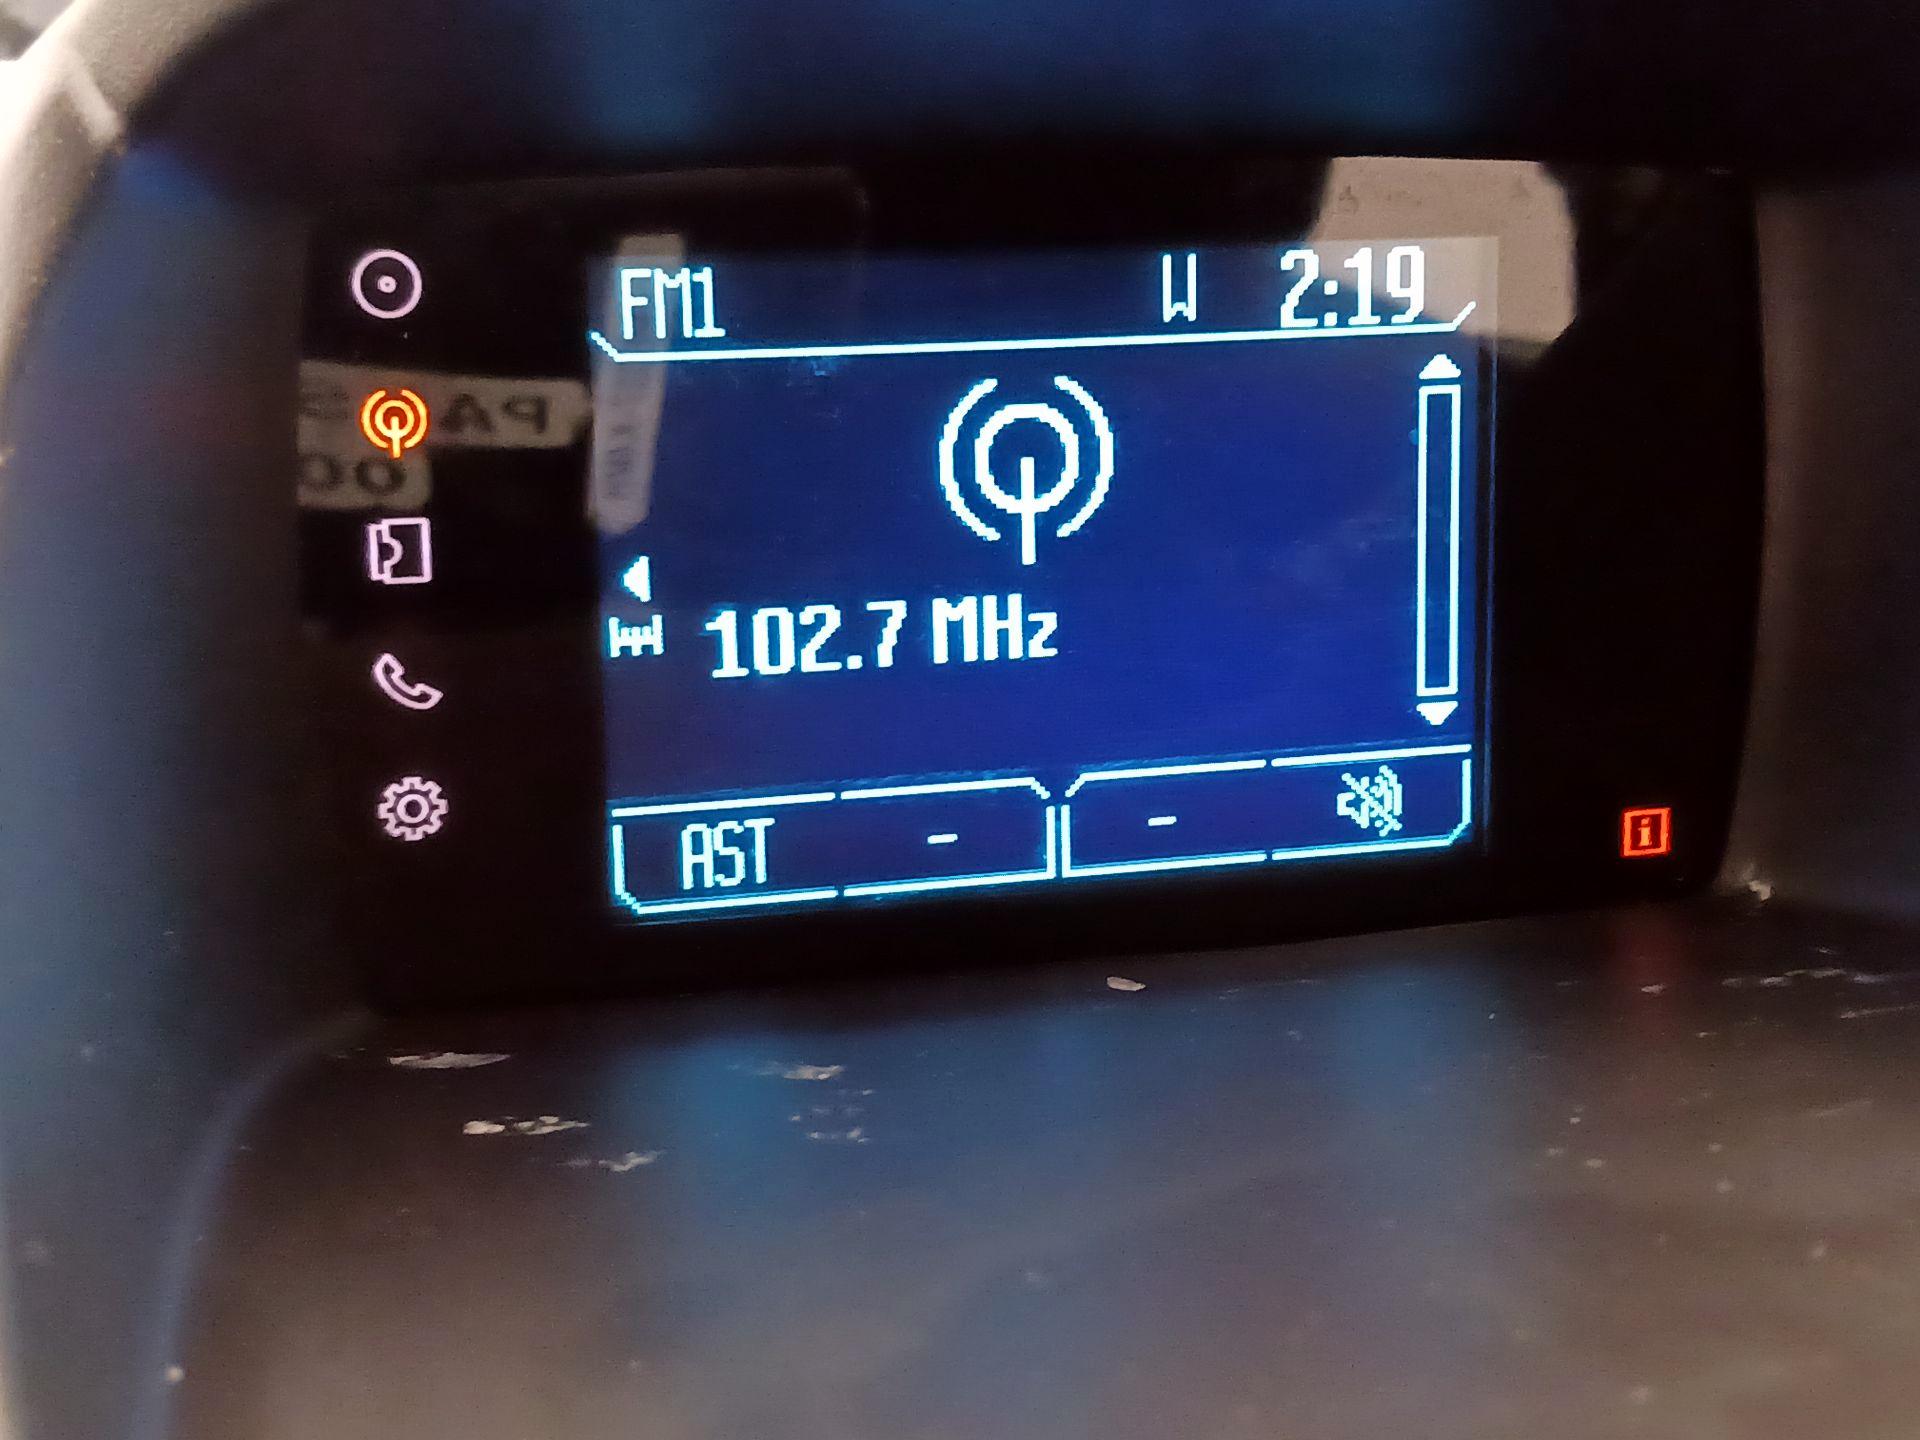 FM1 W 2:19
102.7 MHz
AST - -
i